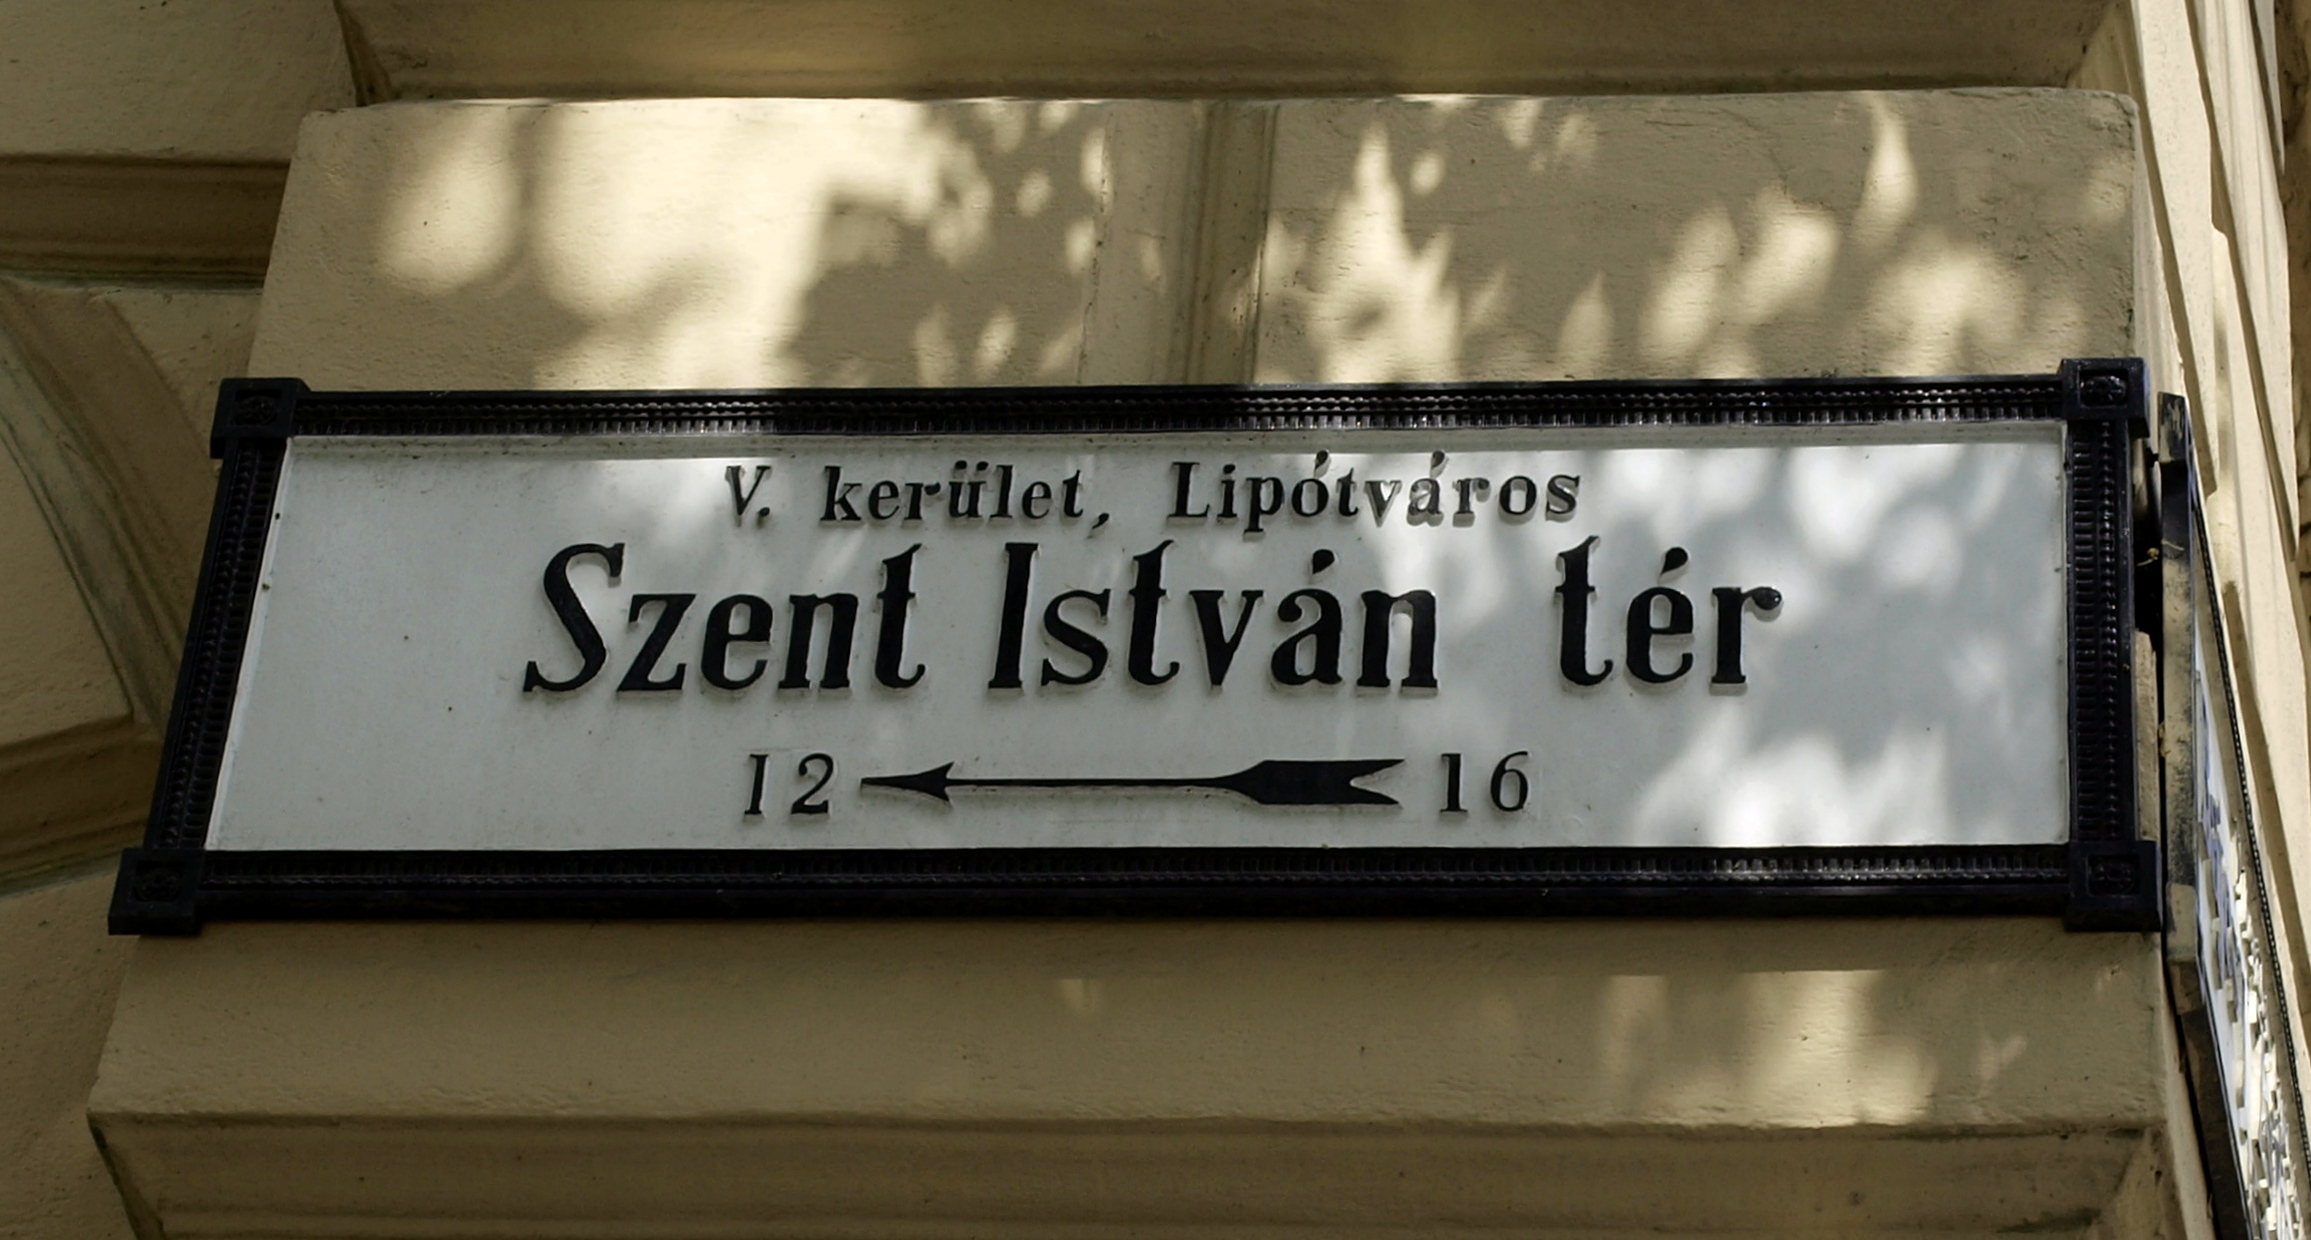 V. kerület, Lipótváros
Szent István tér
12 ← 16